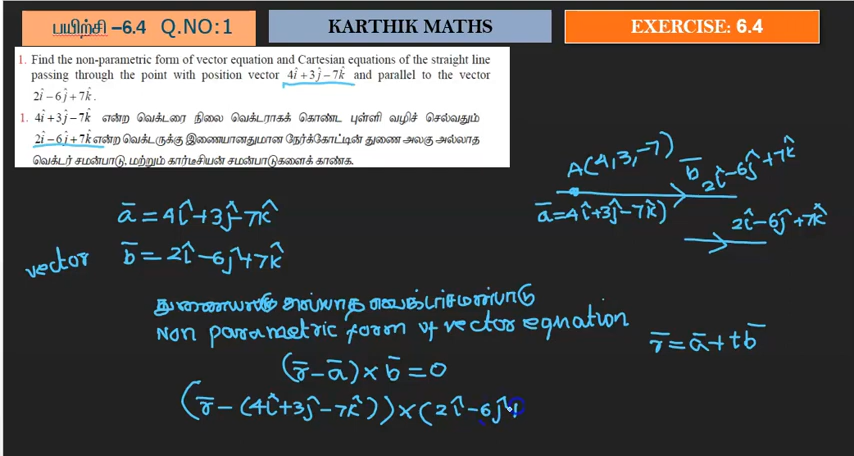 பயிற்சி –6.4 Q.NO:1
KARTHIK MATHS
EXERCISE: 6.4
1. Find the non-parametric form of vector equation and Cartesian equations of the straight line
passing through the point with position vector 4î + 3ĵ − 7k̂ and parallel to the vector
2î − 6ĵ + 7k̂.
1. 4î + 3ĵ − 7k̂ என்ற வெக்டரை நிலை வெக்டராகக் கொண்ட புள்ளி வழிச் செல்வதும்
2î − 6ĵ + 7k̂ என்ற வெக்டருக்கு இணையானதுமான நேர்க்கோட்டின் துணை அலகு அல்லாத
வெக்டர் சமன்பாடு, மற்றும் கார்டீசியன் சமன்பாடுகளைக் காண்க.
A(4,3,-7) b̄ 2î-6ĵ+7k̂
ā = 4î+3ĵ-7k̂) 2î-6ĵ+7k̂
ā = 4î+3ĵ-7k̂
vector b̄ = 2î-6ĵ+7k̂
Non parametric form of vector equation
r̄ = ā + t b̄
(r̄ - ā) × b̄ = 0
(r̄ - (4î+3ĵ-7k̂)) × (2î-6ĵ+